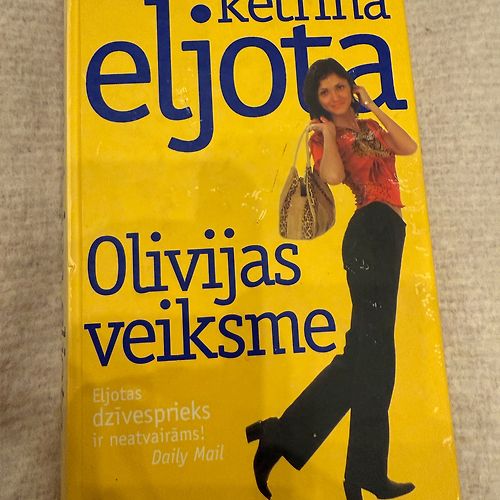 ketrīna
eljota
Olivijas
veiksme
Eljotas
dzīvesprieks
ir neatvairāms!
Daily Mail